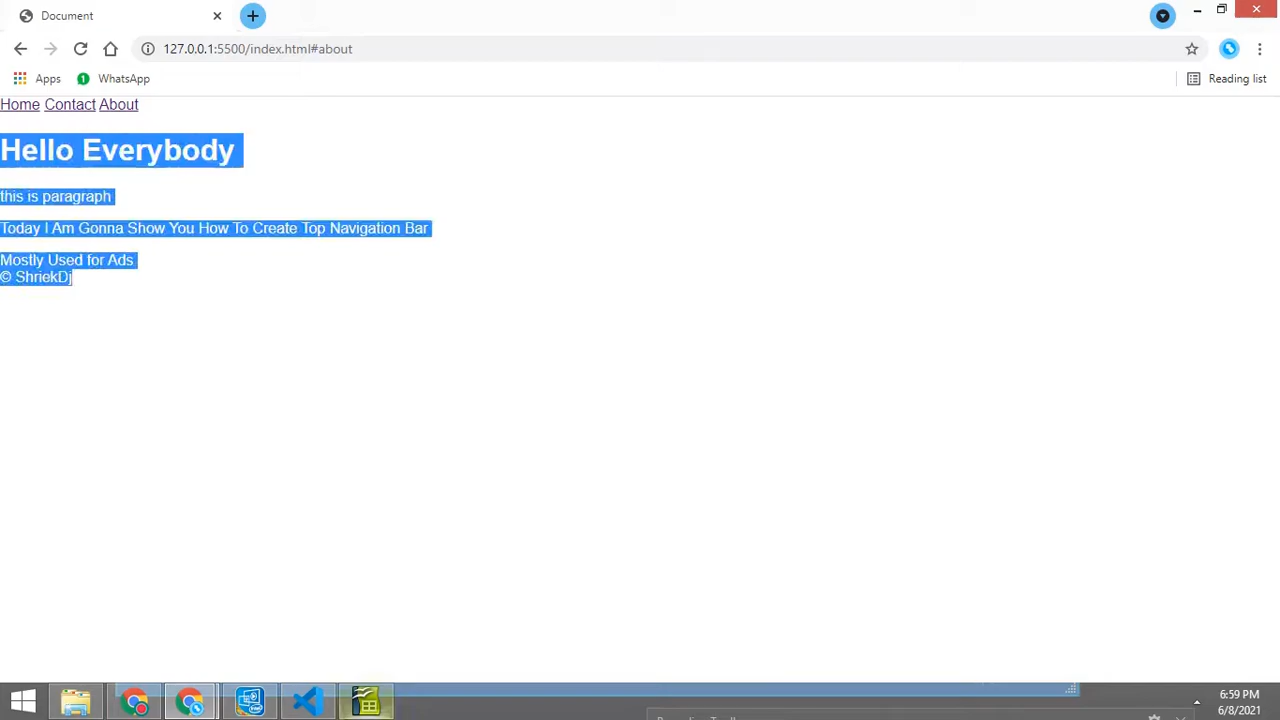 Document
127.0.0.1:5500/index.html#about
Apps WhatsApp Reading list
Home Contact About
Hello Everybody
this is paragraph
Today I Am Gonna Show You How To Create Top Navigation Bar
Mostly Used for Ads
© ShriekDj
6:59 PM
6/8/2021